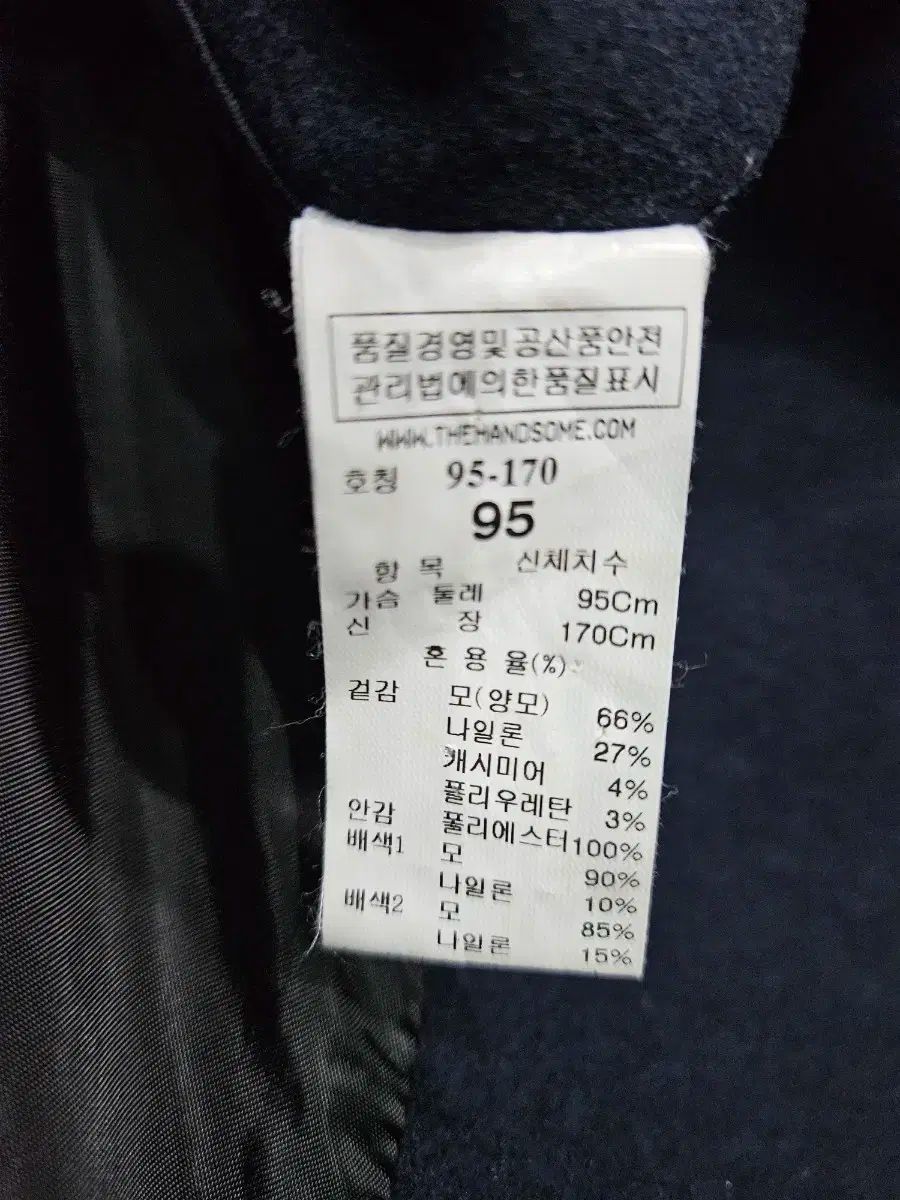 품질경영및공산품안전
관리법에의한품질표시
WWW.THEHANDSOME.COM
호칭 95-170
95
항 목 신체치수
가슴 둘레 95Cm
신 장 170Cm
혼 용 율(%)
겉감 모(양모) 66%
나일론 27%
캐시미어 4%
폴리우레탄 3%
안감 폴리에스터 100%
배색1 모 90%
나일론 10%
배색2 모 85%
나일론 15%